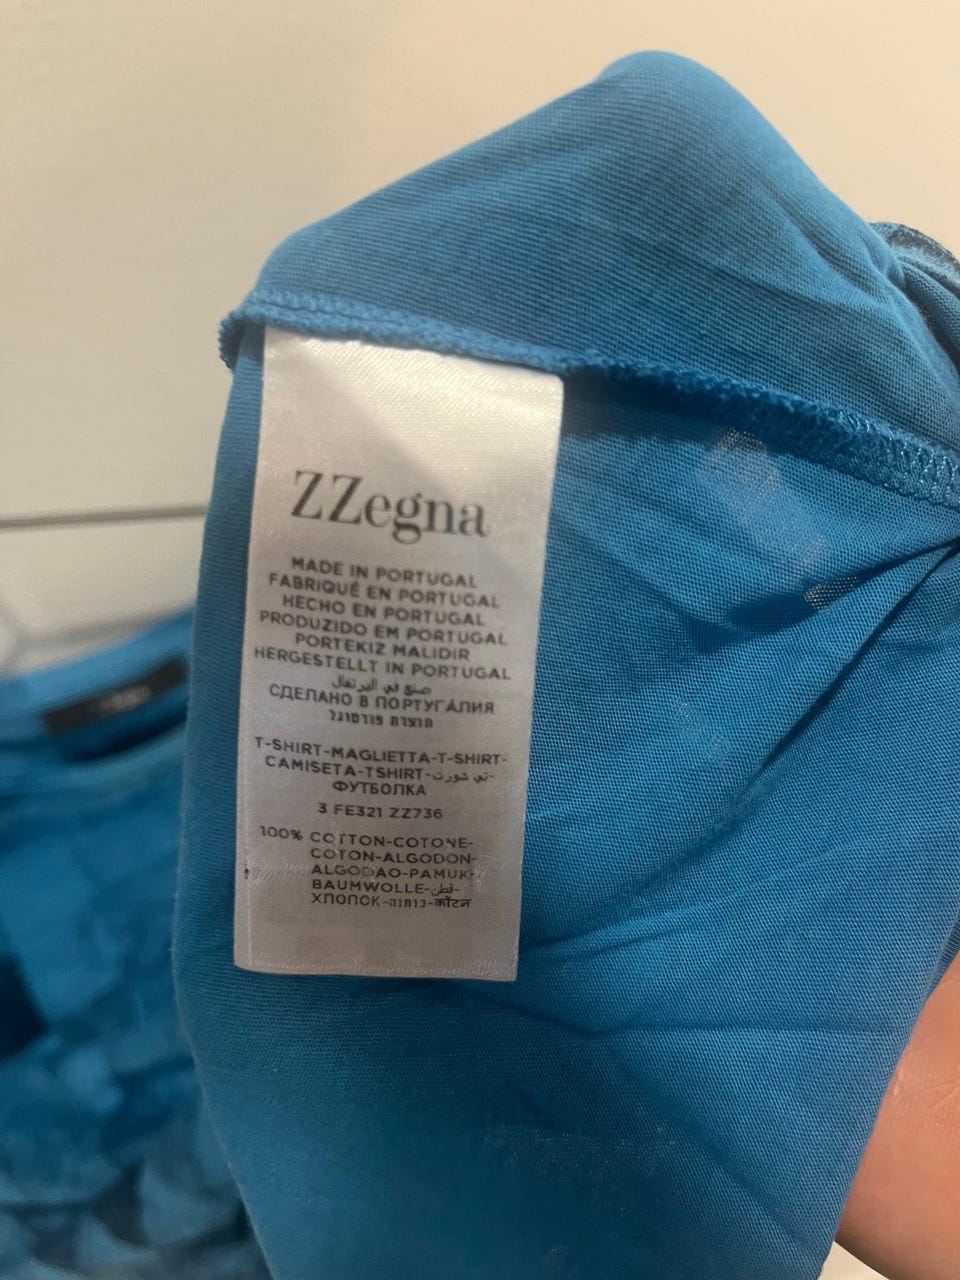 ZZegna
MADE IN PORTUGAL
FABRIQUÉ EN PORTUGAL
HECHO EN PORTUGAL
PRODUZIDO EM PORTUGAL
PORTEKIZ MALIDIR
HERGESTELLT IN PORTUGAL
صنع في البرتغال
СДЕЛАНО В ПОРТУГАЛИЯ
תוצרת פורטוגל
T-SHIRT-MAGLIETTA-T-SHIRT-
CAMISETA-TSHIRT-تي شورت-
ФУТБОЛКА
3 FE321 ZZ736
100% COTTON-COTONE-
COTON-ALGODON-
ALGODAO-PAMUK-
BAUMWOLLE-قطن-
ХЛОПОК-כותנה-कॉटन